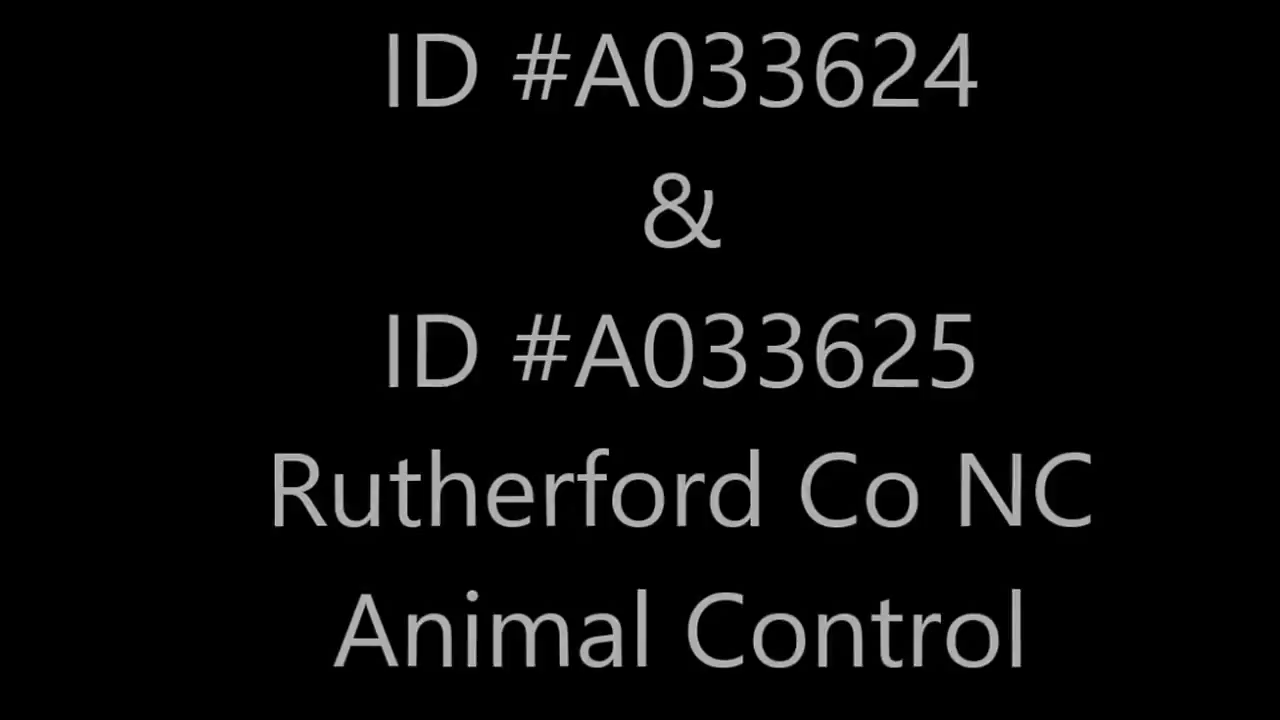 ID #A033624
&
ID #A033625
Rutherford Co NC
Animal Control